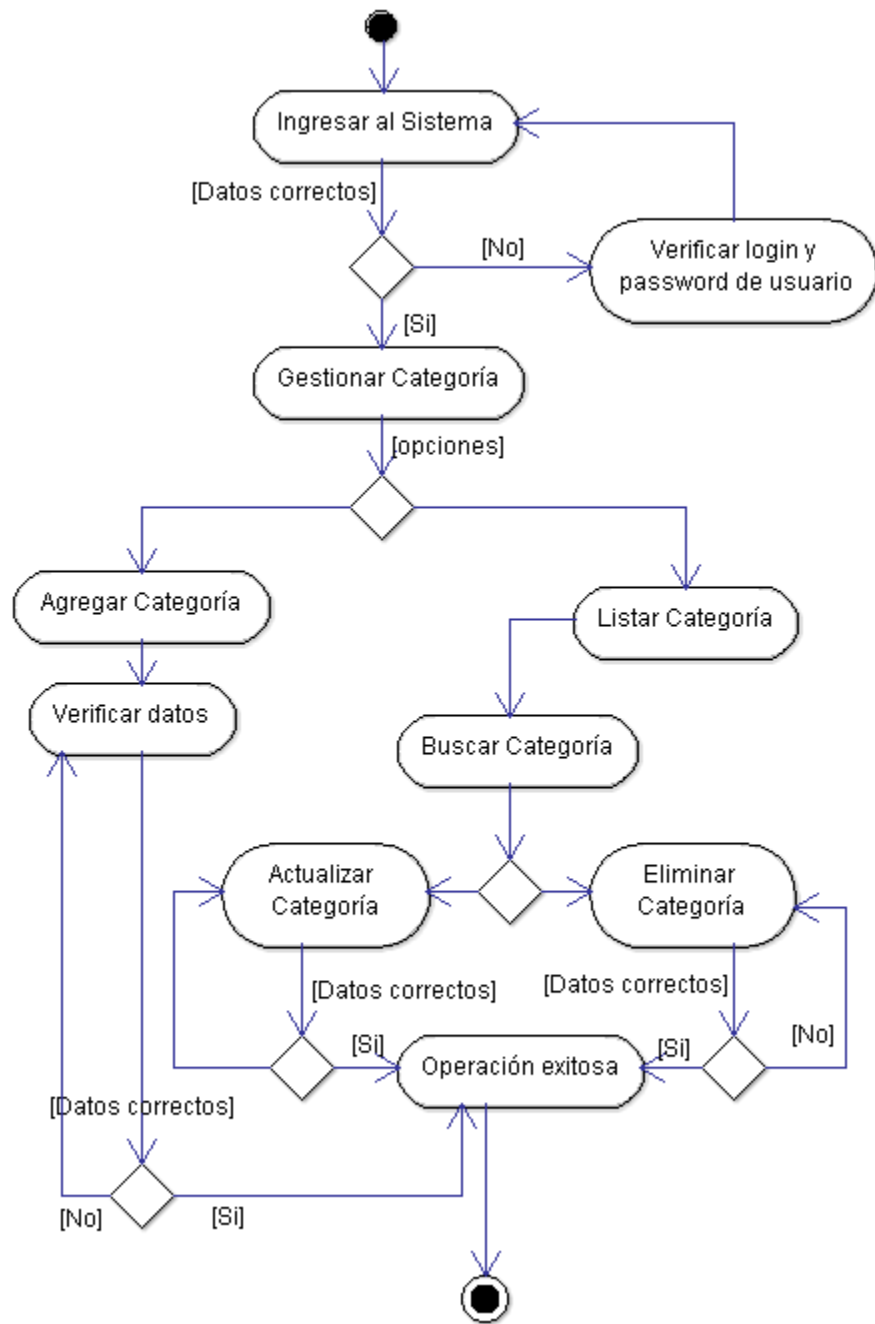 Ingresar al Sistema
[Datos correctos]
[No]
Verificar login y
password de usuario
[Si]
Gestionar Categoría
[opciones]
Agregar Categoría
Listar Categoría
Verificar datos
Buscar Categoría
Actualizar
Categoría
Eliminar
Categoría
[Datos correctos]
[Datos correctos]
[Si]
Operación exitosa
[Si]
[No]
[Datos correctos]
[No]
[Si]